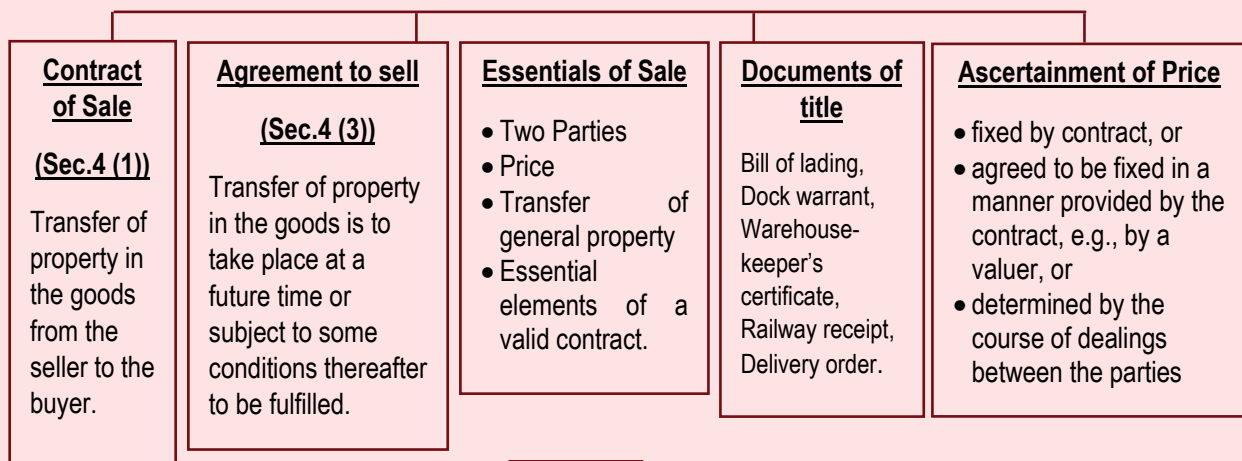 Contract
of Sale
(Sec.4 (1))
Transfer of
property in
the goods
from the
seller to the
buyer.
Agreement to sell
(Sec.4 (3))
Transfer of property
in the goods is to
take place at a
future time or
subject to some
conditions thereafter
to be fulfilled.
Essentials of Sale
• Two Parties
• Price
• Transfer of
general property
• Essential
elements of a
valid contract.
Documents of
title
Bill of lading,
Dock warrant,
Warehouse-
keeper’s
certificate,
Railway receipt,
Delivery order.
Ascertainment of Price
• fixed by contract, or
• agreed to be fixed in a
manner provided by the
contract, e.g., by a
valuer, or
• determined by the
course of dealings
between the parties